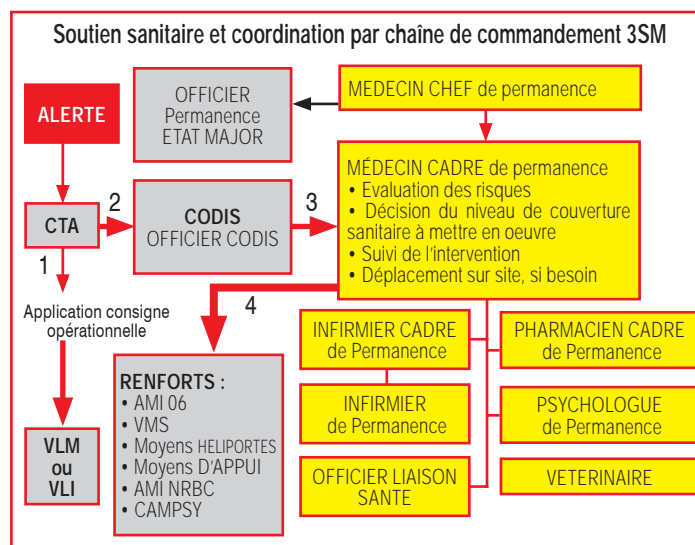 Soutien sanitaire et coordination par chaîne de commandement 3SM
ALERTE
OFFICIER
Permanence
ETAT MAJOR
MEDECIN CHEF de permanence
MÉDECIN CADRE de permanence
• Evaluation des risques
• Décision du niveau de couverture
sanitaire à mettre en oeuvre
• Suivi de l'intervention
• Déplacement sur site, si besoin
CTA
2
CODIS
OFFICIER CODIS
3
1
Application consigne
opérationnelle
4
VLM
ou
VLI
RENFORTS :
• AMI 06
• VMS
• Moyens HELIPORTES
• Moyens D'APPUI
• AMI NRBC
• CAMPSY
INFIRMIER CADRE
de Permanence
PHARMACIEN CADRE
de Permanence
INFIRMIER
de Permanence
PSYCHOLOGUE
de Permanence
OFFICIER LIAISON
SANTE
VETERINAIRE